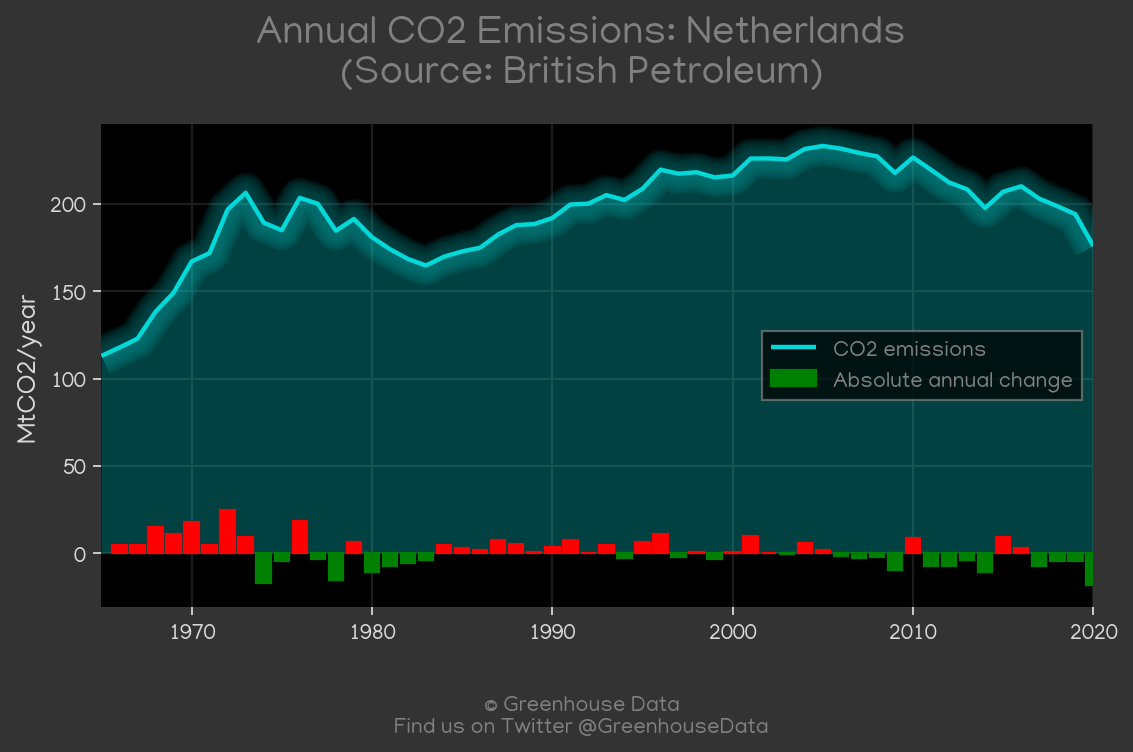 Annual CO2 Emissions: Netherlands
(Source: British Petroleum)
MtCO2/year
200
150
100
50
0
CO2 emissions
Absolute annual change
1970
1980
1990
2000
2010
2020
© Greenhouse Data
Find us on Twitter @GreenhouseData